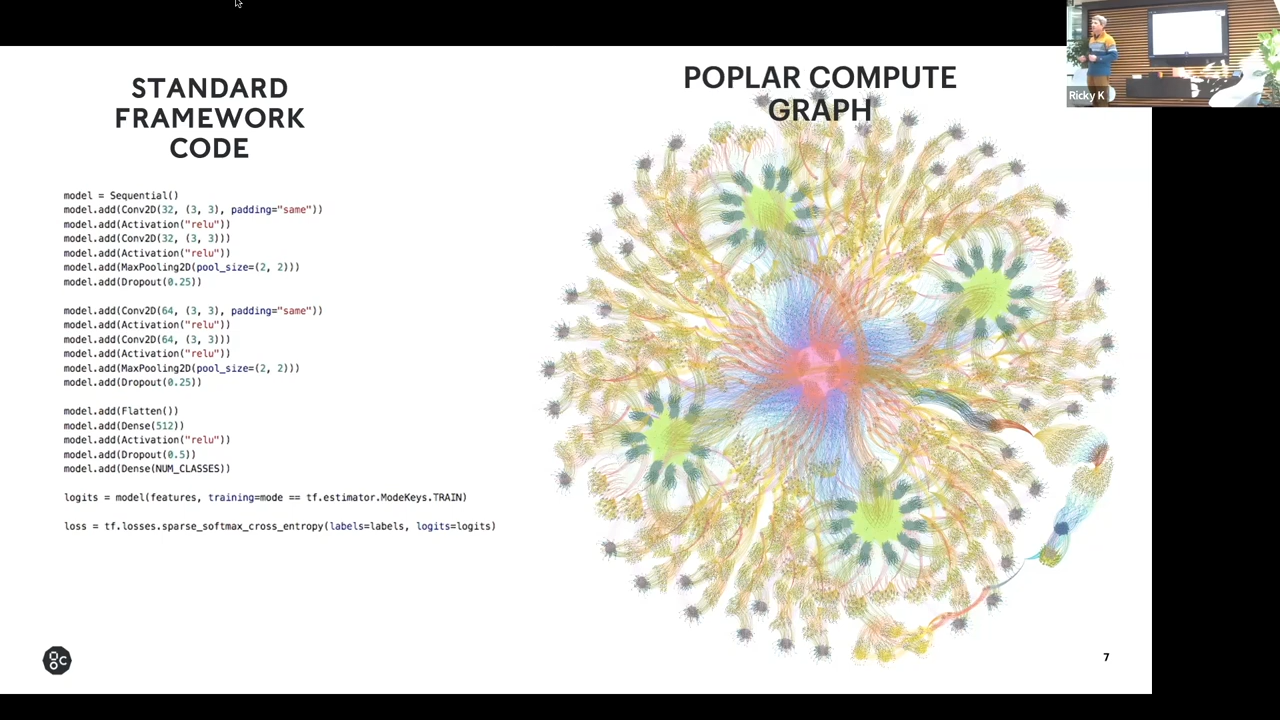 STANDARD
FRAMEWORK
CODE
model = Sequential()
model.add(Conv2D(32, (3, 3), padding="same"))
model.add(Activation("relu"))
model.add(Conv2D(32, (3, 3)))
model.add(Activation("relu"))
model.add(MaxPooling2D(pool_size=(2, 2)))
model.add(Dropout(0.25))
model.add(Conv2D(64, (3, 3), padding="same"))
model.add(Activation("relu"))
model.add(Conv2D(64, (3, 3)))
model.add(Activation("relu"))
model.add(MaxPooling2D(pool_size=(2, 2)))
model.add(Dropout(0.25))
model.add(Flatten())
model.add(Dense(512))
model.add(Activation("relu"))
model.add(Dropout(0.5))
model.add(Dense(NUM_CLASSES))
logits = model(features, training=mode == tf.estimator.ModeKeys.TRAIN)
loss = tf.losses.sparse_softmax_cross_entropy(labels=labels, logits=logits)
POPLAR COMPUTE
GRAPH
Ricky K
7